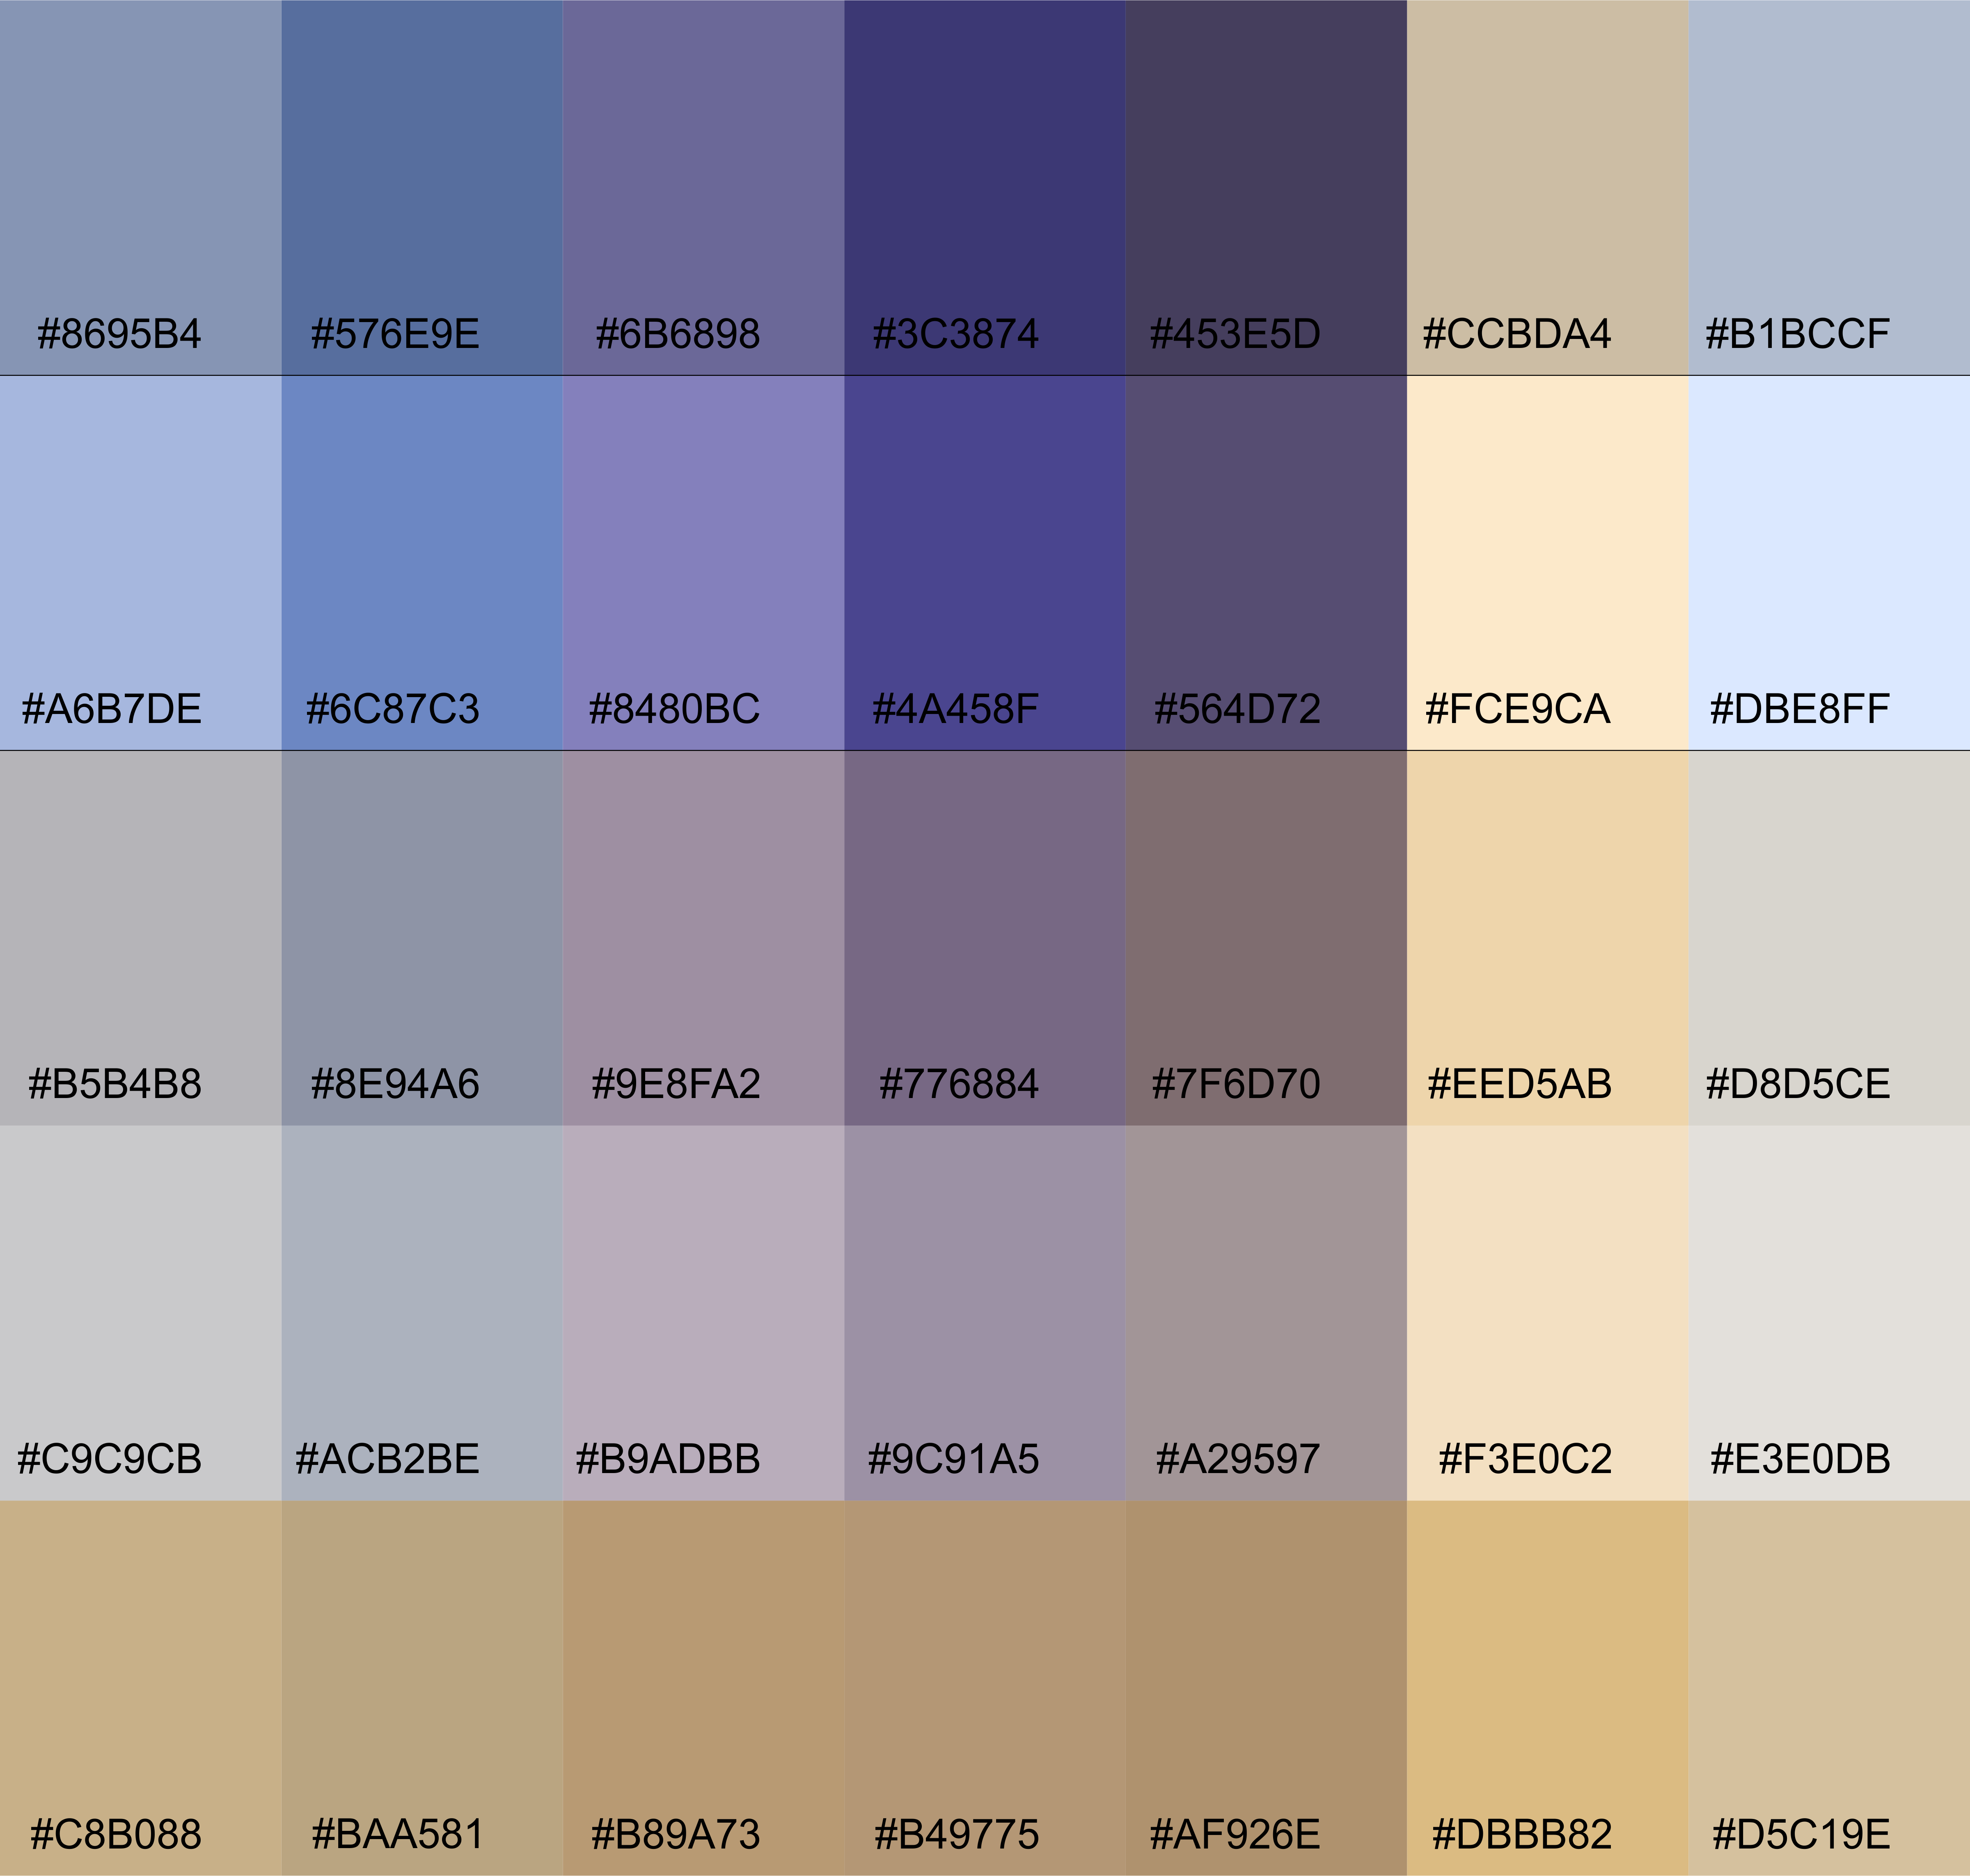 #8695B4 #576E9E #6B6898 #3C3874 #453E5D #CCBDA4 #B1BCCF
#A6B7DE #6C87C3 #8480BC #4A458F #564D72 #FCE9CA #DBE8FF
#B5B4B8 #8E94A6 #9E8FA2 #776884 #7F6D70 #EED5AB #D8D5CE
#C9C9CB #ACB2BE #B9ADBB #9C91A5 #A29597 #F3E0C2 #E3E0DB
#C8B088 #BAA581 #B89A73 #B49775 #AF926E #DBBB82 #D5C19E